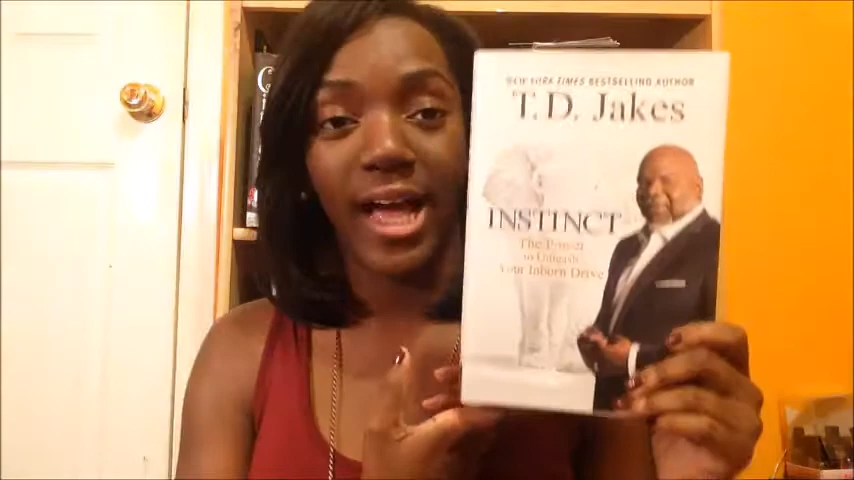 NEW YORK TIMES BESTSELLING AUTHOR
T.D. Jakes
INSTINCT
The Power
to Unleash
Your Inborn Drive